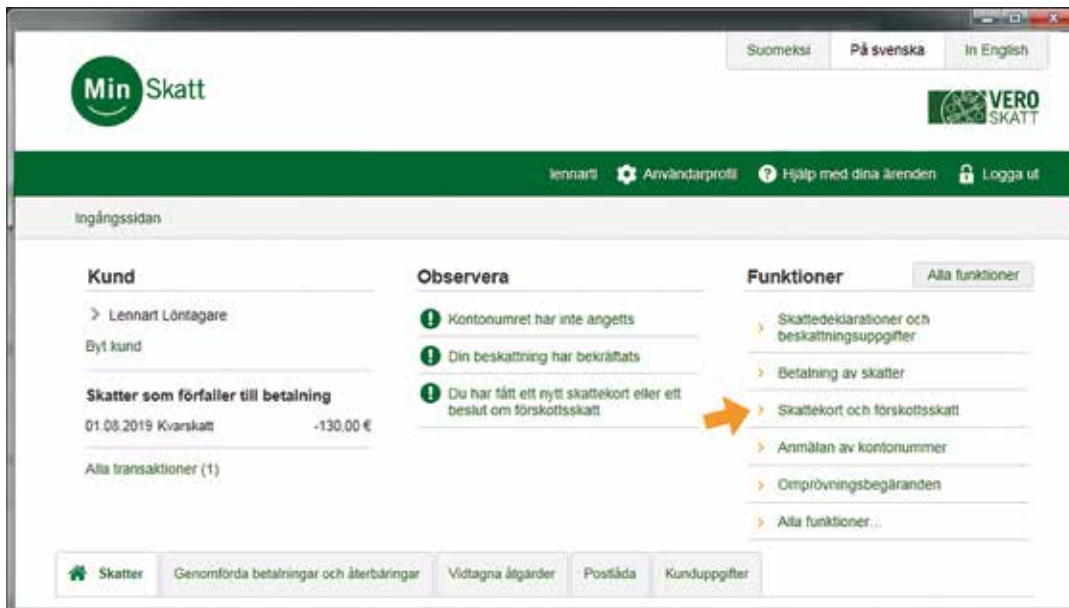 Suomeksi På svenska In English
Min Skatt
VERO
SKATT
lennarti Användarprofil Hjälp med dina ärenden Logga ut
Ingångssidan
Kund
Lennart Löntagare
Byt kund
Skatter som förfaller till betalning
01.08.2019 Kvarskatt -130,00 €
Alla transaktioner (1)
Observera
Kontonumret har inte angetts
Din beskattning har bekräftats
Du har fått ett nytt skattekort eller ett
beslut om förskottsskatt
Funktioner Alla funktioner
Skattedeklarationer och
beskattningsuppgifter
Betalning av skatter
Skattekort och förskottsskatt
Anmälan av kontonummer
Omprövningsbegäranden
Alla funktioner...
Skatter Genomförda betalningar och återbäringar Vidtagna åtgärder Postlåda Kunduppgifter